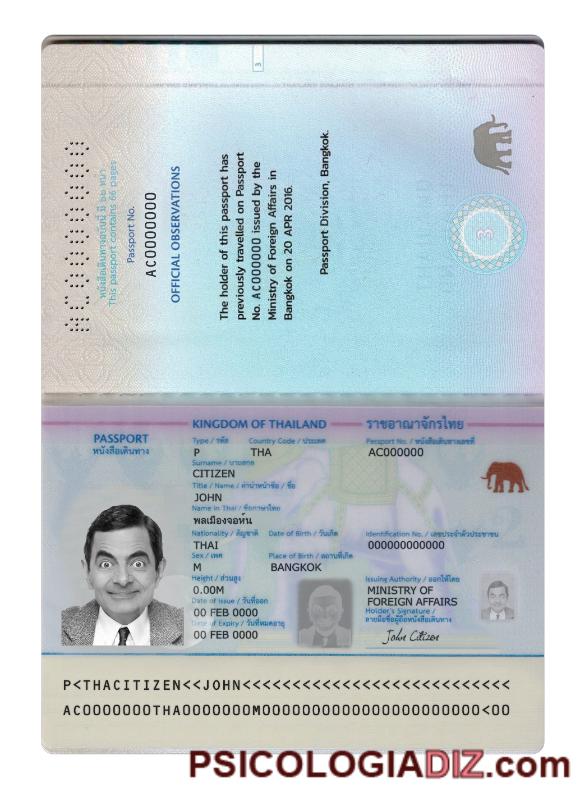 หนังสือเดินทางฉบับนี้ มี ๖๖ หน้า
This passport contains 66 pages
Passport No.
AC0000000
OFFICIAL OBSERVATIONS
The holder of this passport has
previously travelled on Passport
No. AC000000 issued by the
Ministry of Foreign Affairs in
Bangkok on 20 APR 2016.
Passport Division, Bangkok.
3
3
KINGDOM OF THAILAND ราชอาณาจักรไทย
PASSPORT
หนังสือเดินทาง
Type / รหัส Country Code / ประเทศ Passport No. / หนังสือเดินทางเลขที่
P THA AC000000
Surname / นามสกุล
CITIZEN
Title / Name / คำนำหน้าชื่อ / ชื่อ
JOHN
Name in Thai / ชื่อภาษาไทย
พลเมืองจอห์น
Nationality / สัญชาติ Date of Birth / วันเกิด Identification No. / เลขประจำตัวประชาชน
THAI 000000000000
Sex / เพศ Place of Birth / สถานที่เกิด
M BANGKOK
Height / ส่วนสูง Issuing Authority / ออกให้โดย
0.00M MINISTRY OF
FOREIGN AFFAIRS
Date of Issue / วันที่ออก
00 FEB 0000
Holder's Signature /
ลายมือชื่อผู้ถือหนังสือเดินทาง
Date of Expiry / วันที่หมดอายุ
00 FEB 0000
John Citizen
P<THACITIZEN<<JOHN<<<<<<<<<<<<<<<<<<<<<<<<<<
AC0000000THA0000000M0000000000000000000000<00
PSICOLOGIADIZ.com